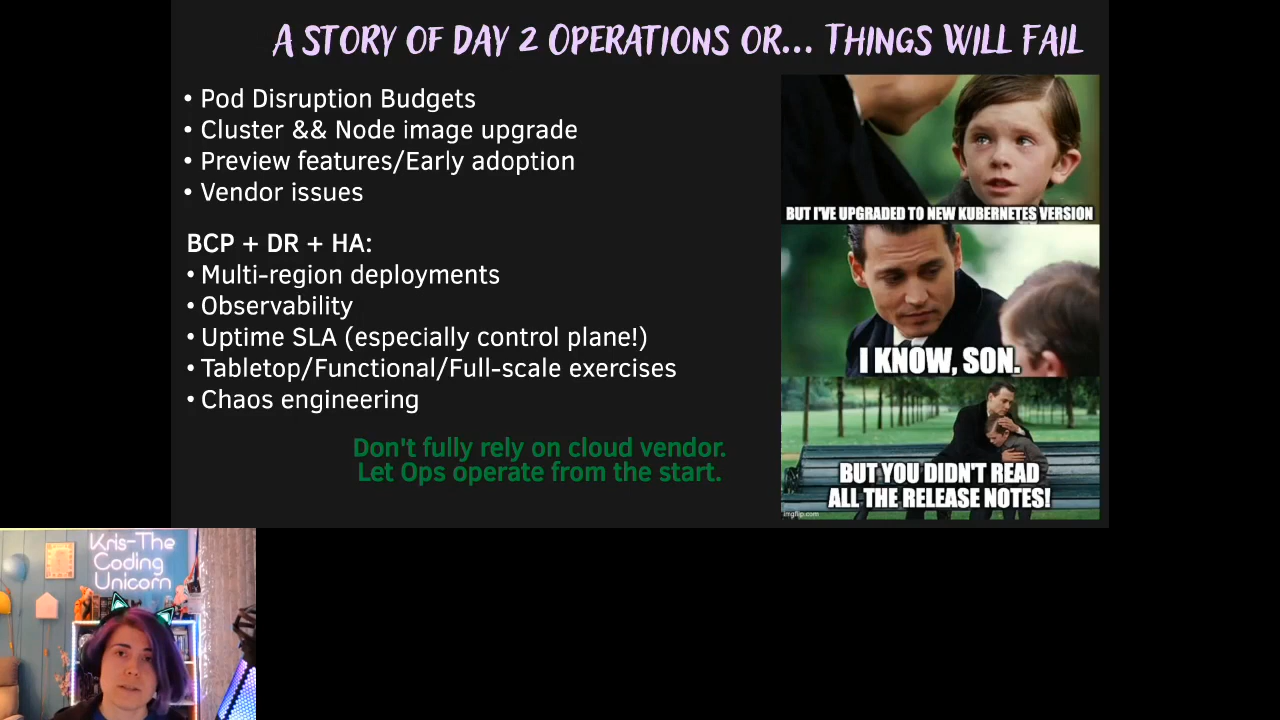 A STORY OF DAY 2 OPERATIONS OR... THINGS WILL FAIL
• Pod Disruption Budgets
• Cluster && Node image upgrade
• Preview features/Early adoption
• Vendor issues
BCP + DR + HA:
• Multi-region deployments
• Observability
• Uptime SLA (especially control plane!)
• Tabletop/Functional/Full-scale exercises
• Chaos engineering
Don't fully rely on cloud vendor.
Let Ops operate from the start.
BUT I'VE UPGRADED TO NEW KUBERNETES VERSION
I KNOW, SON.
BUT YOU DIDN'T READ
ALL THE RELEASE NOTES!
imgflip.com
Kris-The
Coding
Unicorn